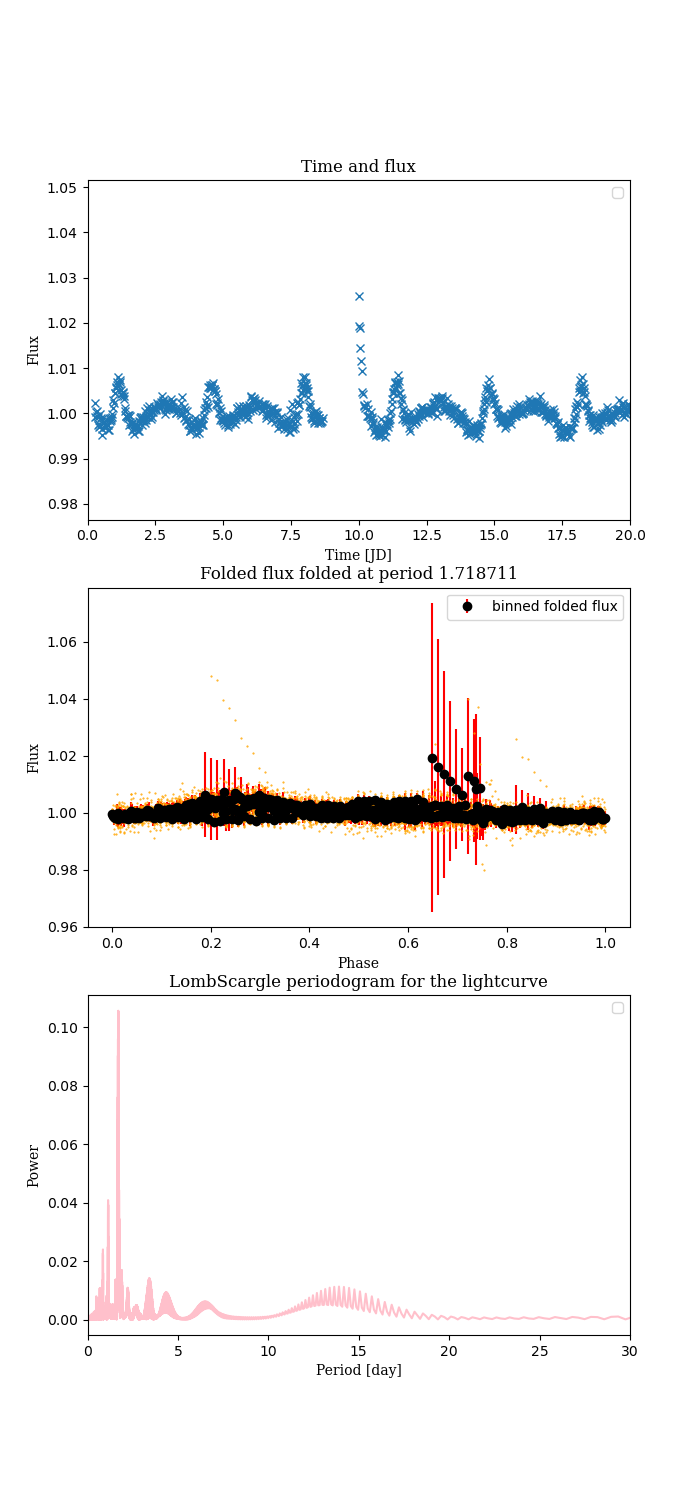 Time and flux
1.05
1.04
1.03
1.02
1.01
1.00
0.99
0.98
Flux
0.0 2.5 5.0 7.5 10.0 12.5 15.0 17.5 20.0
Time [JD]
Folded flux folded at period 1.718711
binned folded flux
1.06
1.04
1.02
1.00
0.98
0.96
Flux
0.0 0.2 0.4 0.6 0.8 1.0
Phase
LombScargle periodogram for the lightcurve
0.10
0.08
0.06
0.04
0.02
0.00
Power
0 5 10 15 20 25 30
Period [day]